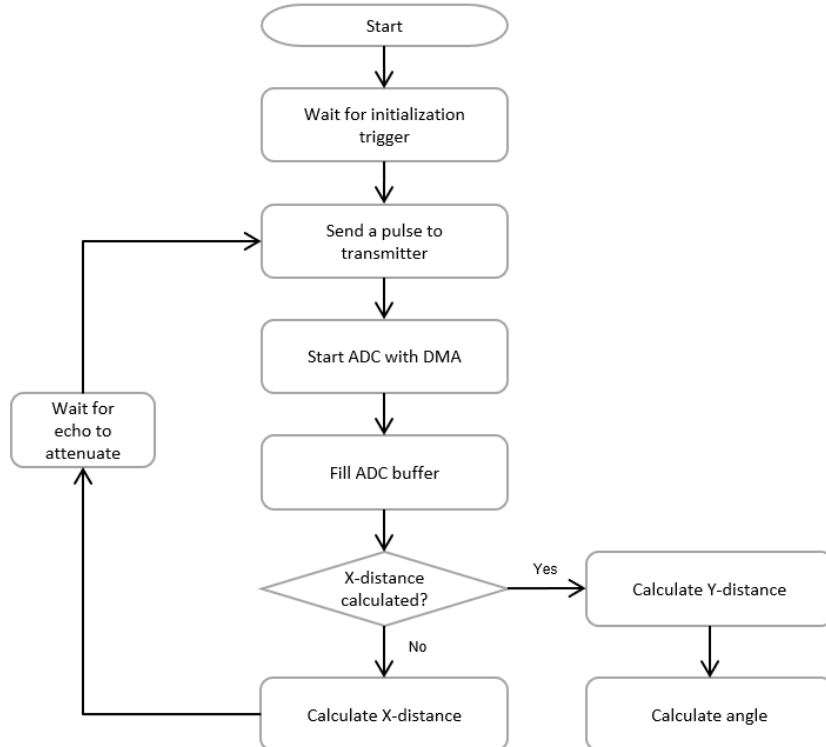 Start
Wait for initialization
trigger
Send a pulse to
transmitter
Start ADC with DMA
Wait for
echo to
attenuate
Fill ADC buffer
X-distance
calculated?
Yes
Calculate Y-distance
No
Calculate X-distance
Calculate angle